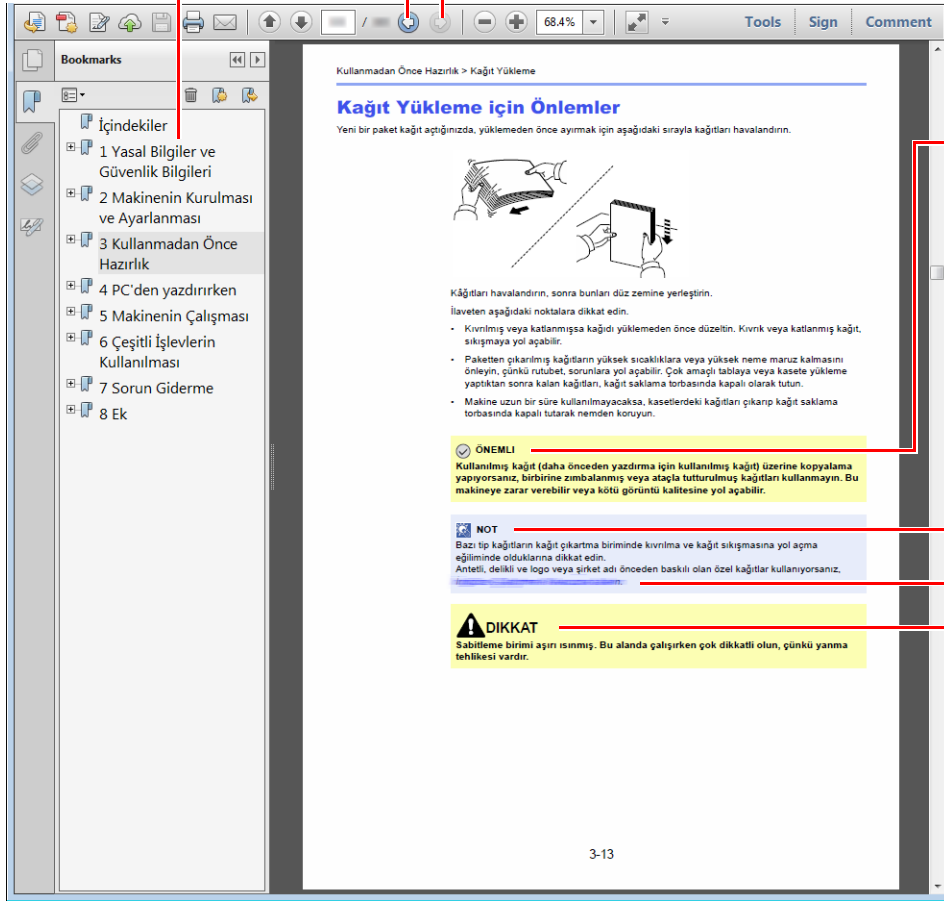 / 68.4% Tools Sign Comment
Bookmarks
İçindekiler
1 Yasal Bilgiler ve
Güvenlik Bilgileri
2 Makinenin Kurulması
ve Ayarlanması
3 Kullanmadan Önce
Hazırlık
4 PC'den yazdırırken
5 Makinenin Çalışması
6 Çeşitli İşlevlerin
Kullanılması
7 Sorun Giderme
8 Ek
Kullanmadan Önce Hazırlık > Kağıt Yükleme
Kağıt Yükleme için Önlemler
Yeni bir paket kağıt açtığınızda, yüklemeden önce ayırmak için aşağıdaki sırayla kağıtları havalandırın.
Kâğıtları havalandırın, sonra bunları düz zemine yerleştirin.
İlaveten aşağıdaki noktalara dikkat edin.
- Kıvrılmış veya katlanmışsa kağıdı yüklemeden önce düzeltin. Kıvrık veya katlanmış kağıt,
sıkışmaya yol açabilir.
- Paketten çıkarılmış kağıtların yüksek sıcaklıklara veya yüksek neme maruz kalmasını
önleyin, çünkü rutubet, sorunlara yol açabilir. Çok amaçlı tablaya veya kasete yükleme
yaptıktan sonra kalan kağıtları, kağıt saklama torbasında kapalı olarak tutun.
- Makine uzun bir süre kullanılmayacaksa, kasetlerdeki kağıtları çıkarıp kağıt saklama
torbasında kapalı tutarak nemden koruyun.
ÖNEMLI
Kullanılmış kağıt (daha önceden yazdırma için kullanılmış kağıt) üzerine kopyalama
yapıyorsanız, birbirine zımbalanmış veya ataçla tutturulmuş kağıtları kullanmayın. Bu
makineye zarar verebilir veya kötü görüntü kalitesine yol açabilir.
NOT
Bazı tip kağıtların kağıt çıkartma biriminde kıvrılma ve kağıt sıkışmasına yol açma
eğiliminde olduklarına dikkat edin.
Antetli, delikli ve logo veya şirket adı önceden baskılı olan özel kağıtlar kullanıyorsanız,
DIKKAT
Sabitleme birimi aşırı ısınmış. Bu alanda çalışırken çok dikkatli olun, çünkü yanma
tehlikesi vardır.
3-13